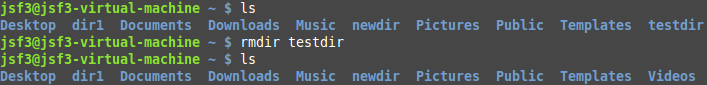 jsf3@jsf3-virtual-machine ~ $ ls
Desktop dir1 Documents Downloads Music newdir Pictures Public Templates testdir
jsf3@jsf3-virtual-machine ~ $ rmdir testdir
jsf3@jsf3-virtual-machine ~ $ ls
Desktop dir1 Documents Downloads Music newdir Pictures Public Templates Videos